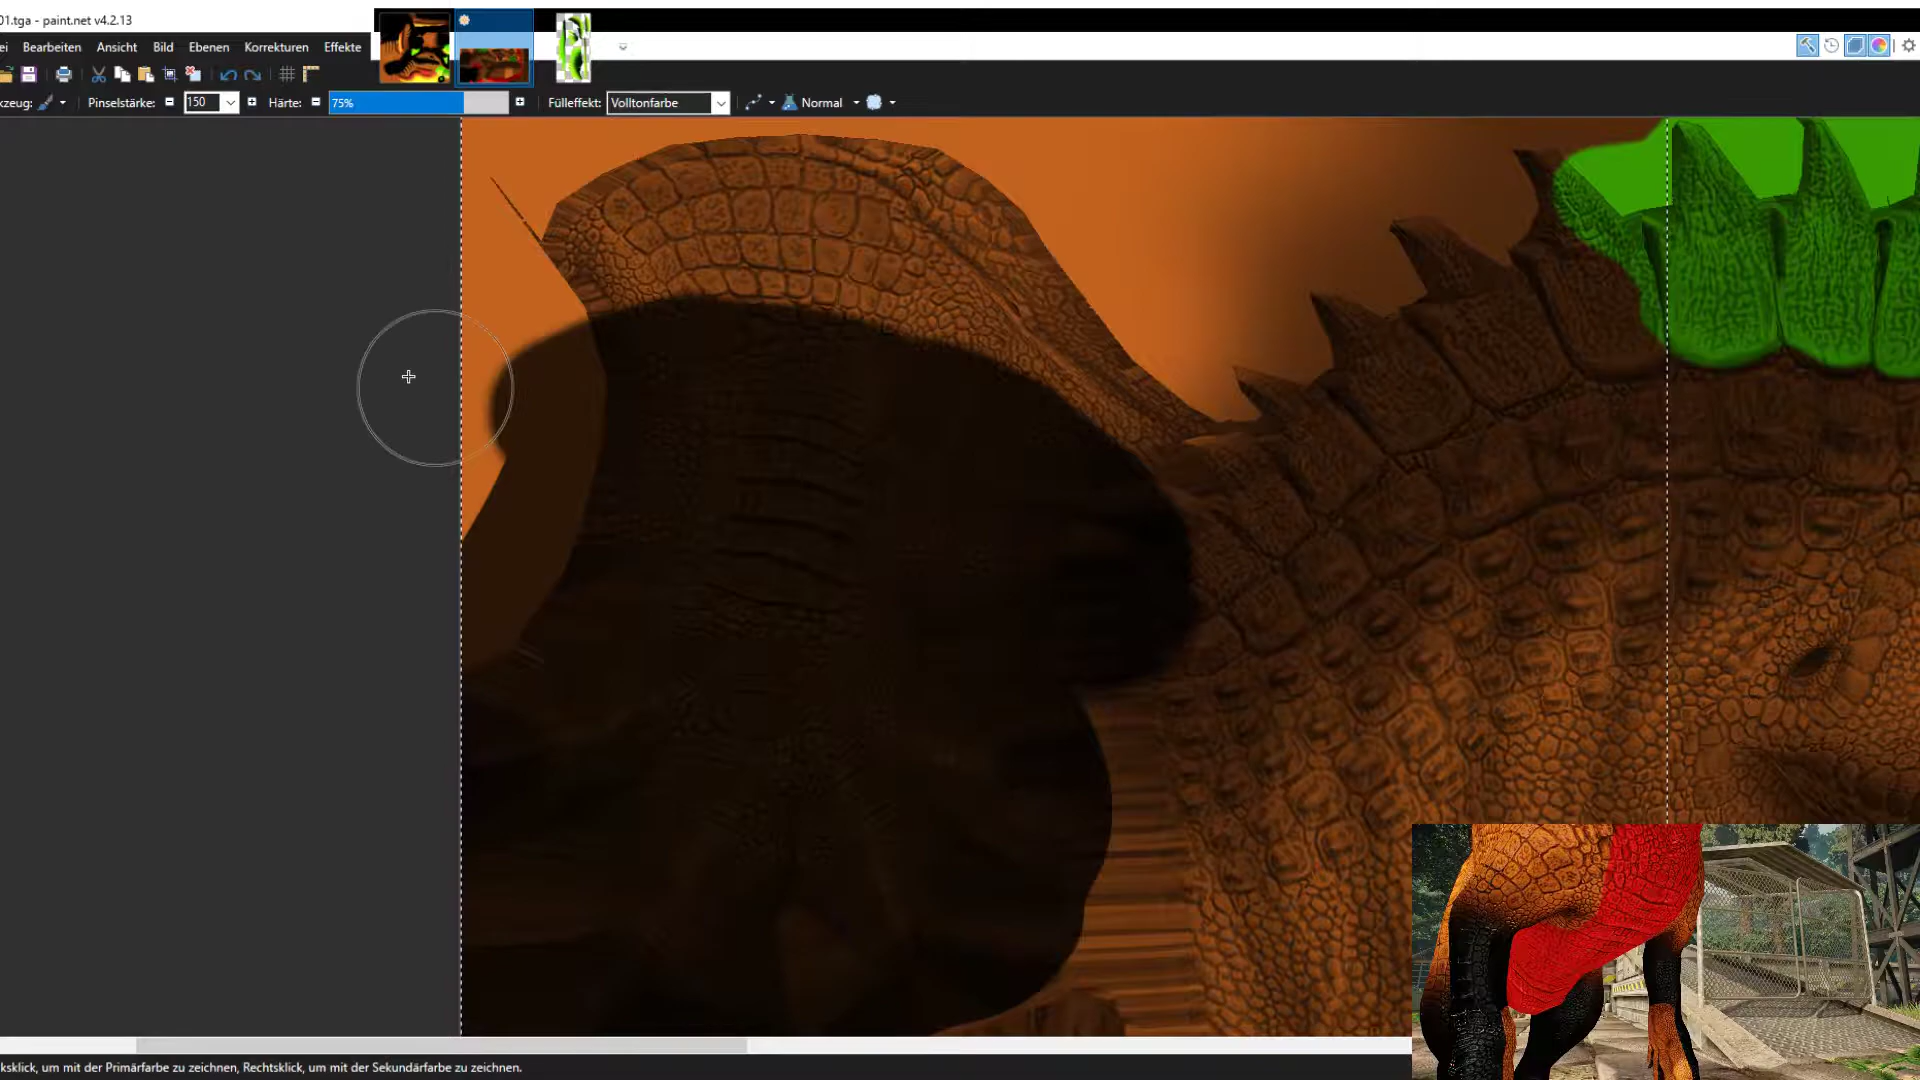 01.tga - paint.net v4.2.13
ei Bearbeiten Ansicht Bild Ebenen Korrekturen Effekte
kzeug: Pinselstärke: 150 Härte: 75% Fülleffekt: Volltonfarbe Normal
ksklick, um mit der Primärfarbe zu zeichnen, Rechtsklick, um mit der Sekundärfarbe zu zeichnen.